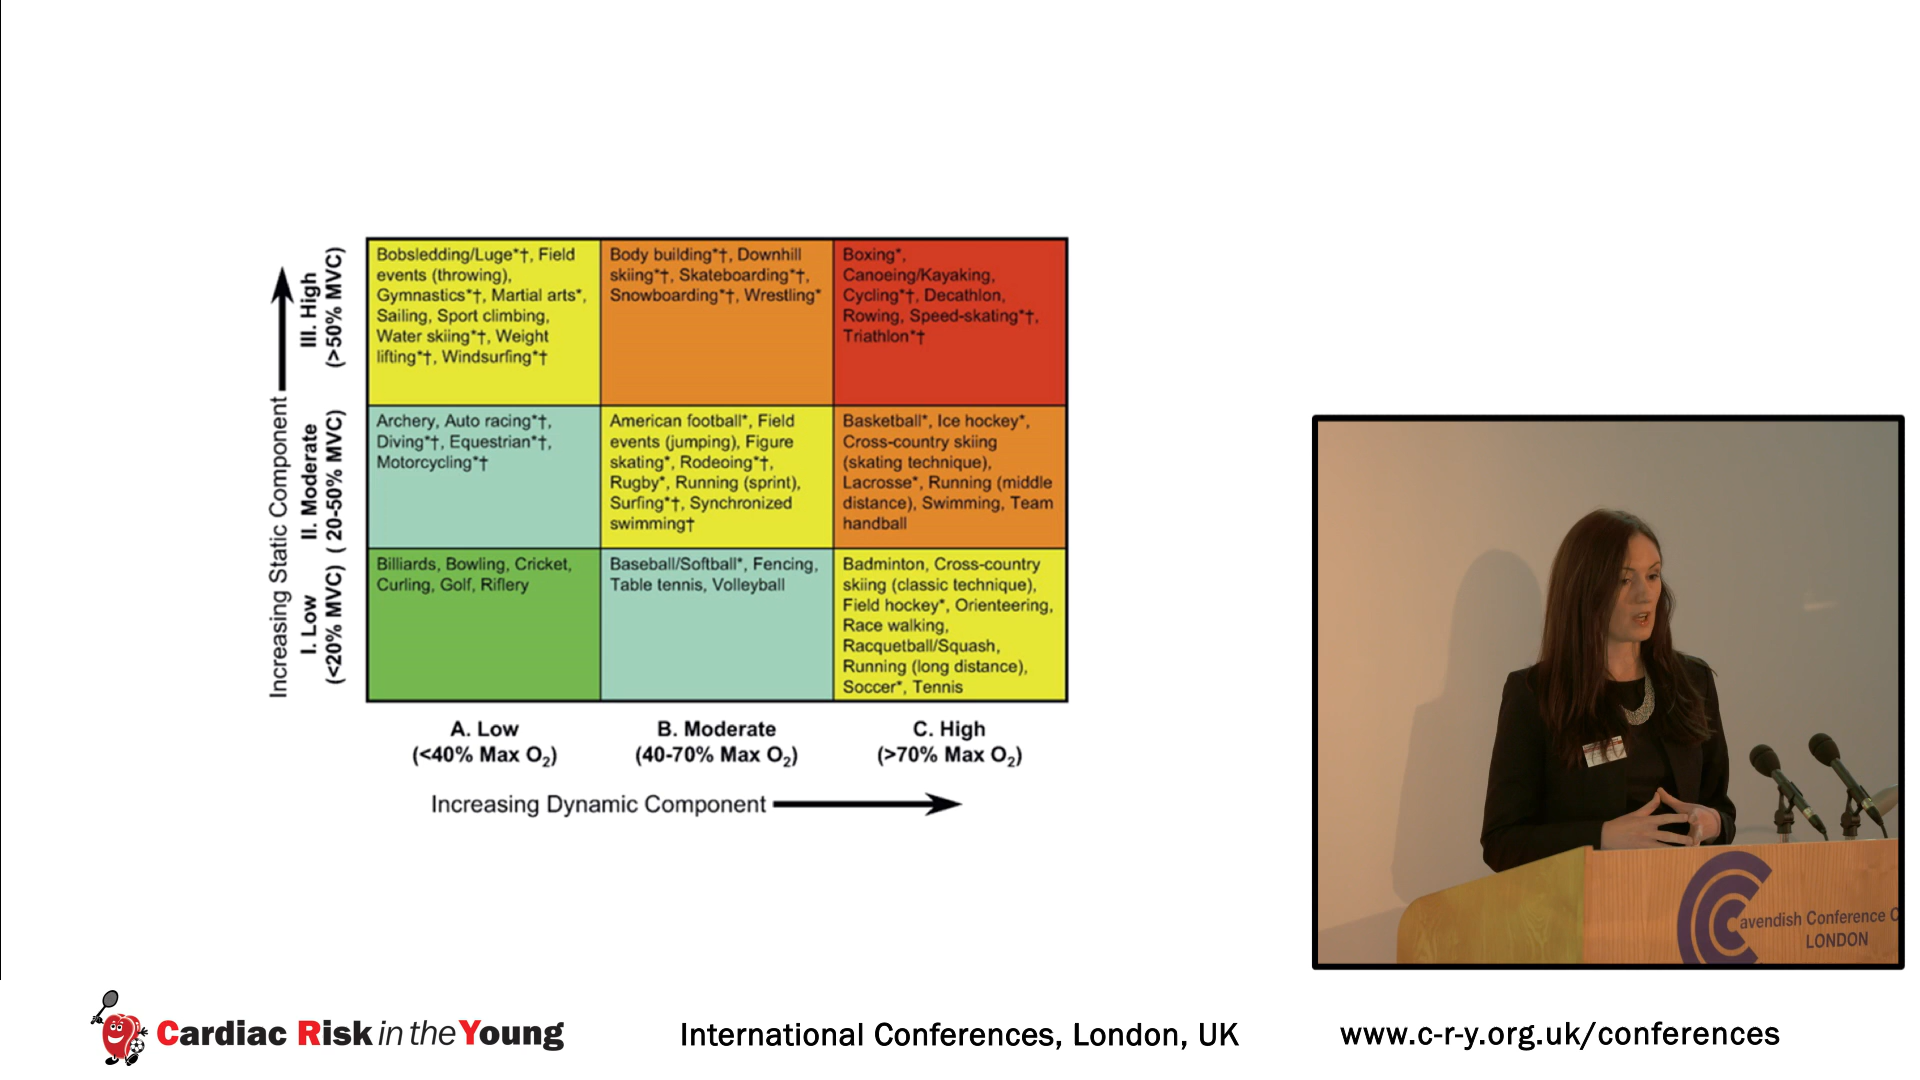 Increasing Static Component
III. High
(>50% MVC)
Bobsledding/Luge*†, Field
events (throwing),
Gymnastics*†, Martial arts*,
Sailing, Sport climbing,
Water skiing*†, Weight
lifting*†, Windsurfing*†
Body building*†, Downhill
skiing*†, Skateboarding*†,
Snowboarding*†, Wrestling*
Boxing*,
Canoeing/Kayaking,
Cycling*†, Decathlon,
Rowing, Speed-skating*†,
Triathlon*†
II. Moderate
( 20-50% MVC)
Archery, Auto racing*†,
Diving*†, Equestrian*†,
Motorcycling*†
American football*, Field
events (jumping), Figure
skating*, Rodeoing*†,
Rugby*, Running (sprint),
Surfing*†, Synchronized
swimming†
Basketball*, Ice hockey*,
Cross-country skiing
(skating technique),
Lacrosse*, Running (middle
distance), Swimming, Team
handball
I. Low
(<20% MVC)
Billiards, Bowling, Cricket,
Curling, Golf, Riflery
Baseball/Softball*, Fencing,
Table tennis, Volleyball
Badminton, Cross-country
skiing (classic technique),
Field hockey*, Orienteering,
Race walking,
Racquetball/Squash,
Running (long distance),
Soccer*, Tennis
A. Low
(<40% Max O₂)
B. Moderate
(40-70% Max O₂)
C. High
(>70% Max O₂)
Increasing Dynamic Component
avendish Conference C
LONDON
Cardiac Risk in the Young
International Conferences, London, UK
www.c-r-y.org.uk/conferences